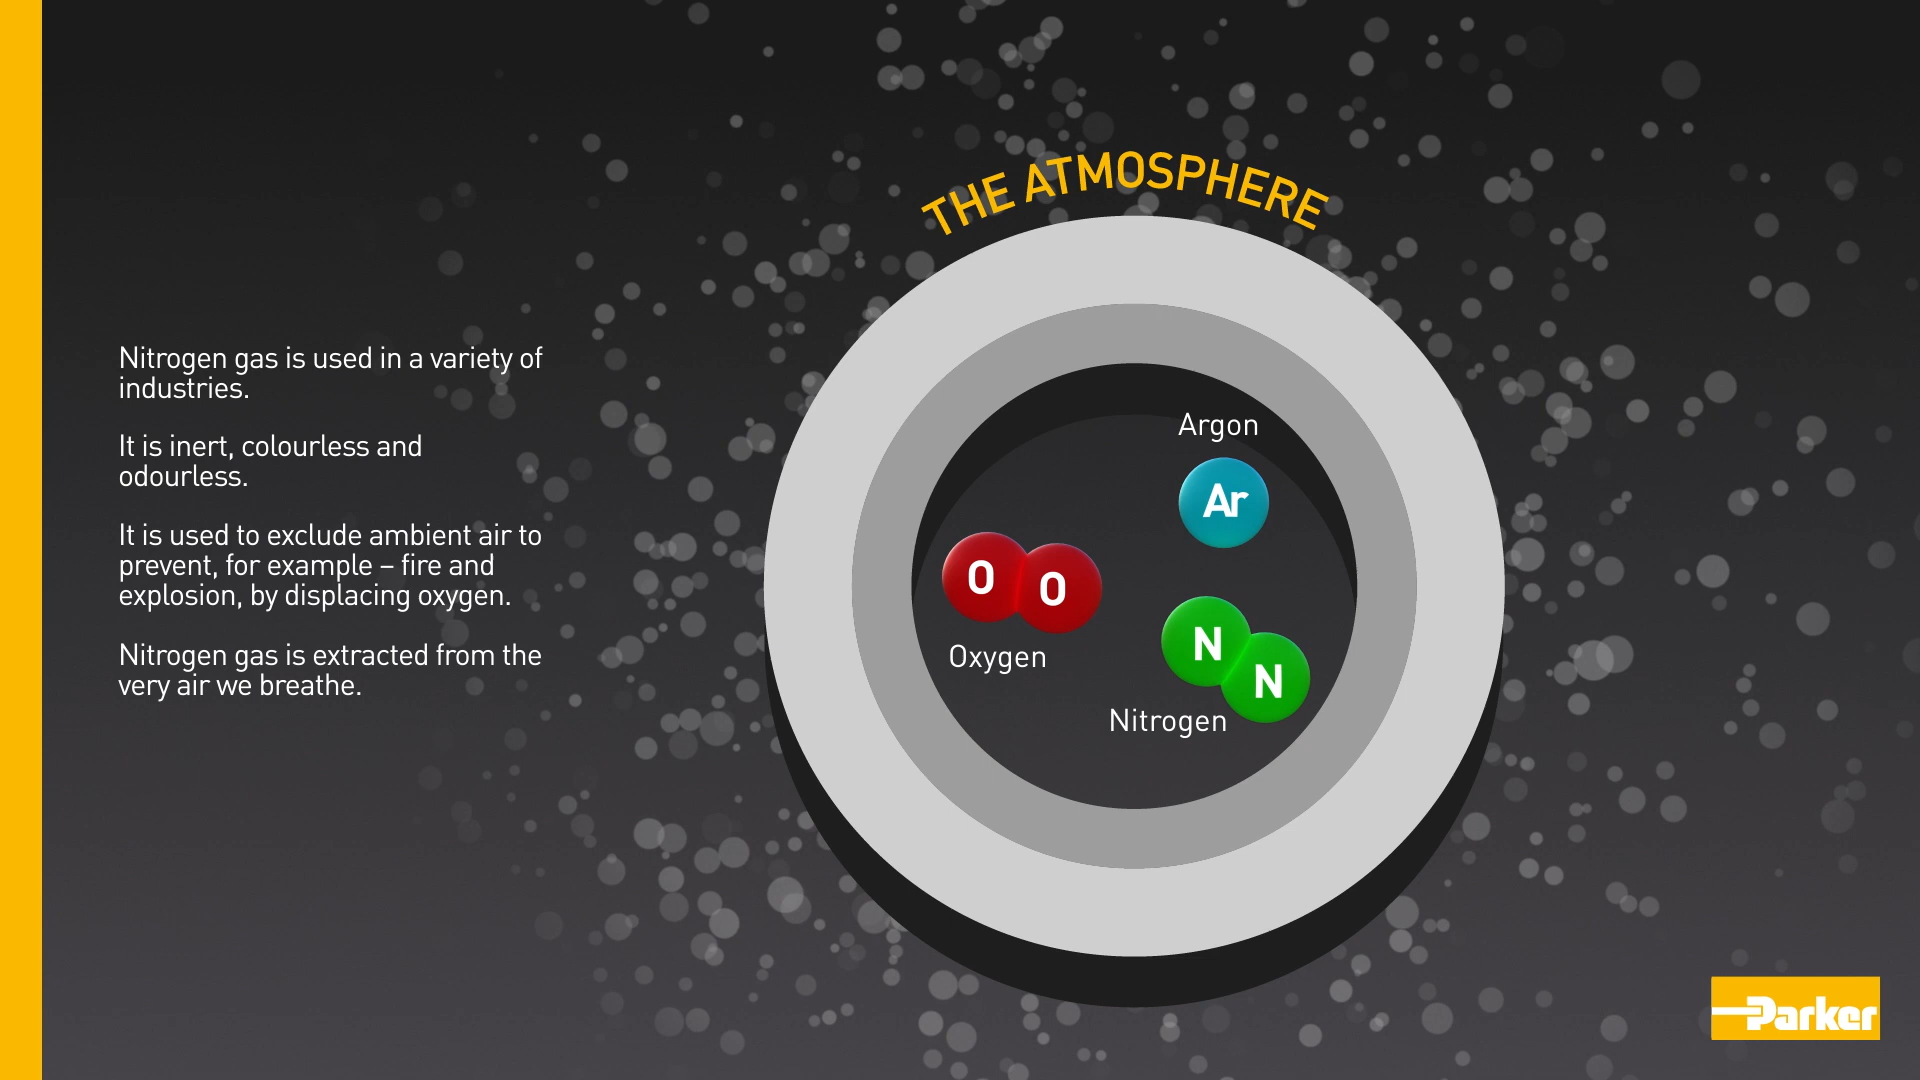 THE ATMOSPHERE
Nitrogen gas is used in a variety of
industries.
It is inert, colourless and
odourless.
It is used to exclude ambient air to
prevent, for example – fire and
explosion, by displacing oxygen.
Nitrogen gas is extracted from the
very air we breathe.
Argon
Ar
O O
Oxygen
N
N
Nitrogen
Parker